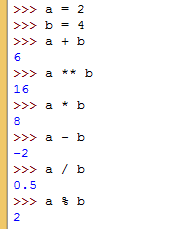 >>> a = 2
>>> b = 4
>>> a + b
6
>>> a ** b
16
>>> a * b
8
>>> a - b
-2
>>> a / b
0.5
>>> a % b
2